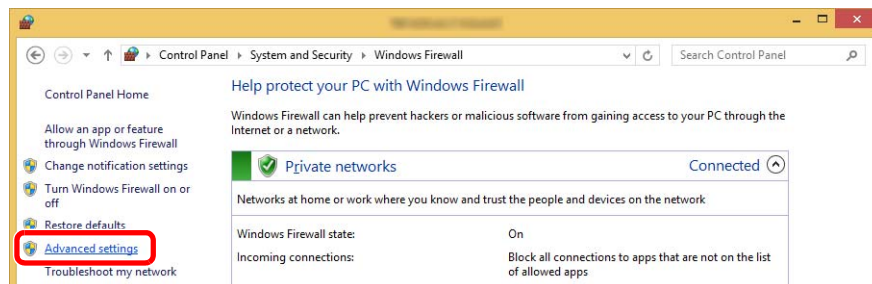 Control Panel ▸ System and Security ▸ Windows Firewall
Search Control Panel
Control Panel Home
Allow an app or feature
through Windows Firewall
Change notification settings
Turn Windows Firewall on or
off
Restore defaults
Advanced settings
Troubleshoot my network
Help protect your PC with Windows Firewall
Windows Firewall can help prevent hackers or malicious software from gaining access to your PC through the
Internet or a network.
Private networks
Connected
Networks at home or work where you know and trust the people and devices on the network
Windows Firewall state:
On
Incoming connections:
Block all connections to apps that are not on the list
of allowed apps